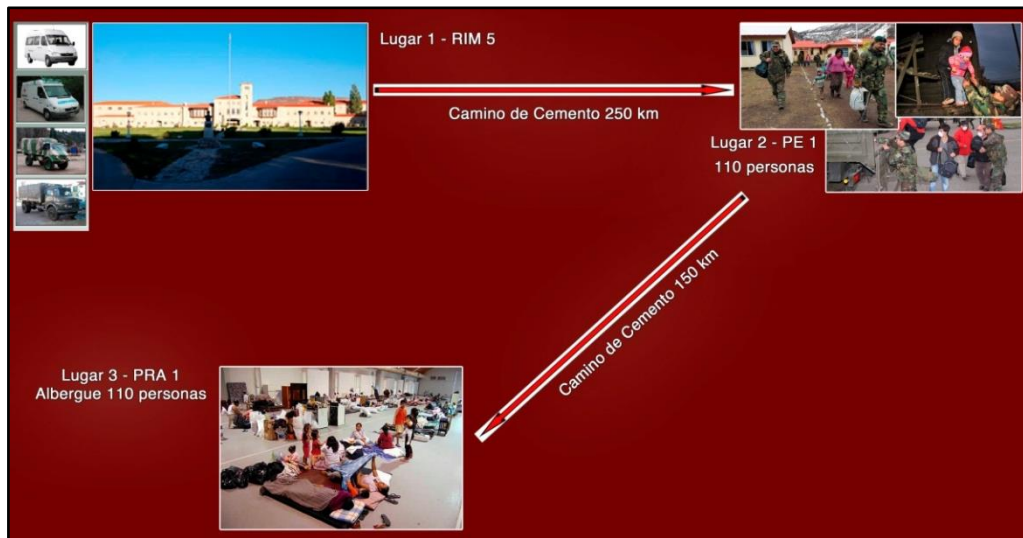 Lugar 1 - RIM 5
Camino de Cemento 250 km
Lugar 2 - PE 1
110 personas
Camino de Cemento 150 km
Lugar 3 - PRA 1
Albergue 110 personas